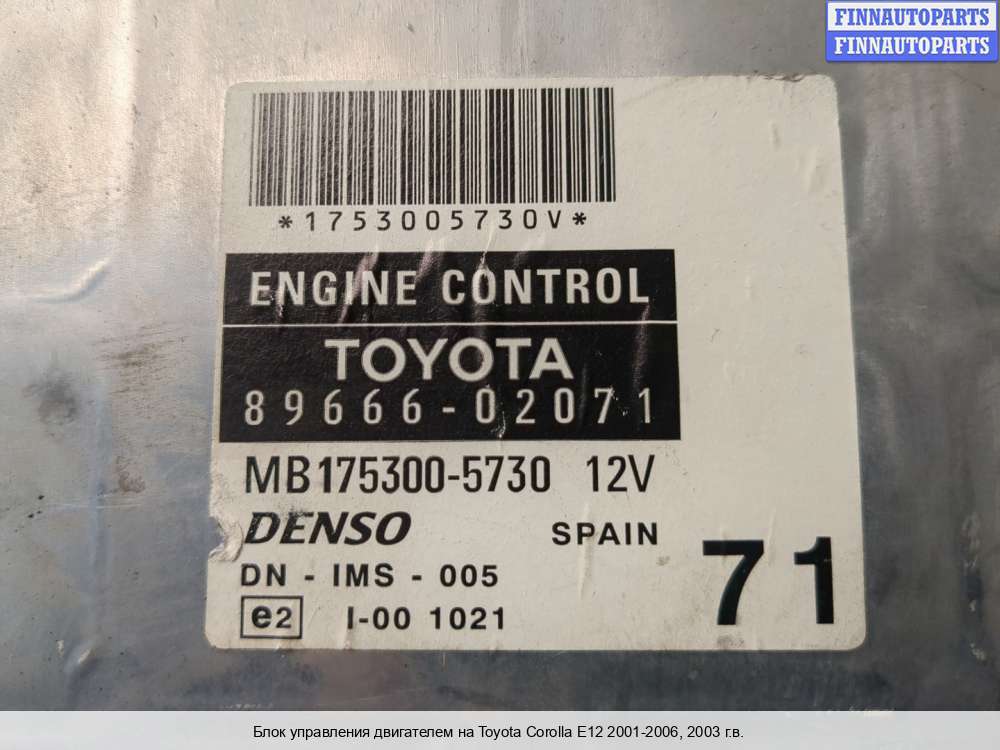 FINNAUTOPARTS
FINNAUTOPARTS
*1753005730V*
ENGINE CONTROL
TOYOTA
89666-02071
MB175300-5730 12V
DENSO SPAIN
DN - IMS - 005
71
e2 I-00 1021
Блок управления двигателем на Toyota Corolla E12 2001-2006, 2003 г.в.